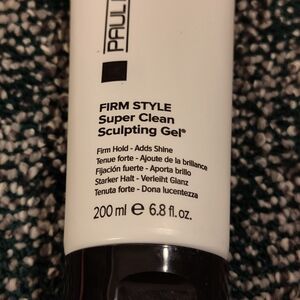 PAUL
FIRM STYLE
Super Clean
Sculpting Gel®
Firm Hold - Adds Shine
Tenue forte - Ajoute de la brillance
Fijación fuerte - Aporta brillo
Starker Halt - Verleiht Glanz
Tenuta forte - Dona lucentezza
200 ml ℮ 6.8 fl. oz.